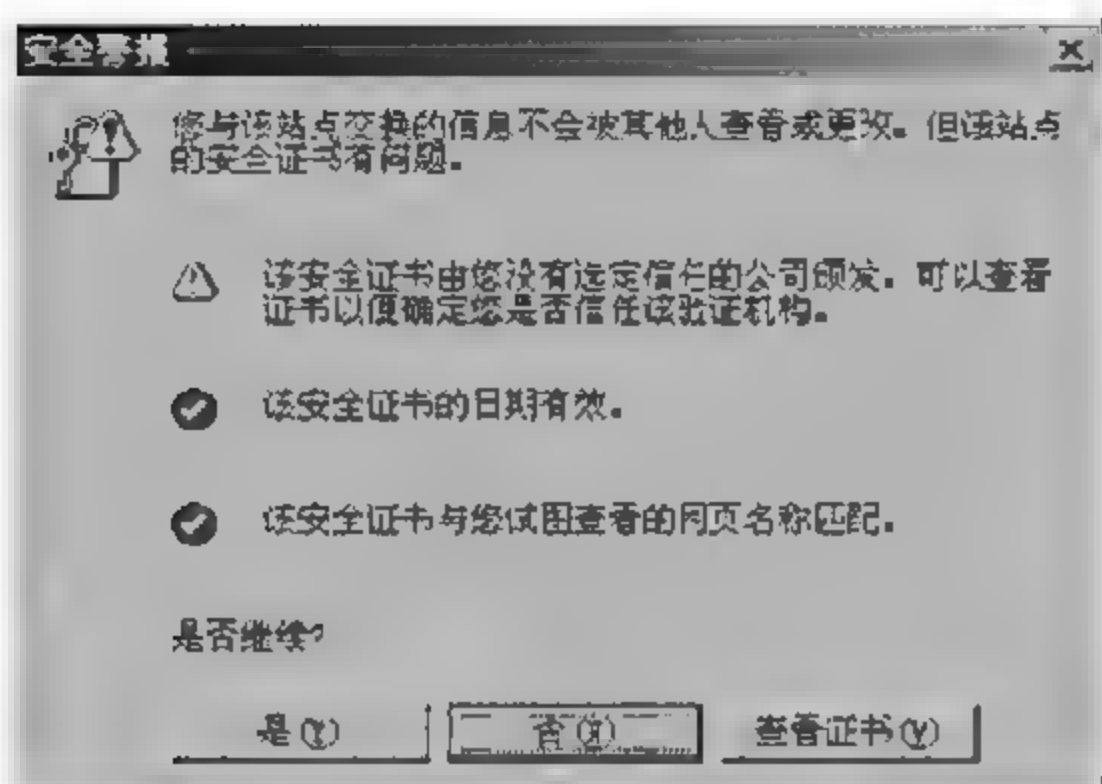 安全警报
您与该站点交换的信息不会被其他人查看或更改。但该站点
的安全证书有问题。
该安全证书由您没有选定信任的公司颁发。可以查看
证书以便确定您是否信任该验证机构。
该安全证书的日期有效。
该安全证书与您试图查看的网页名称匹配。
是否继续?
是(Y)
否(N)
查看证书(V)